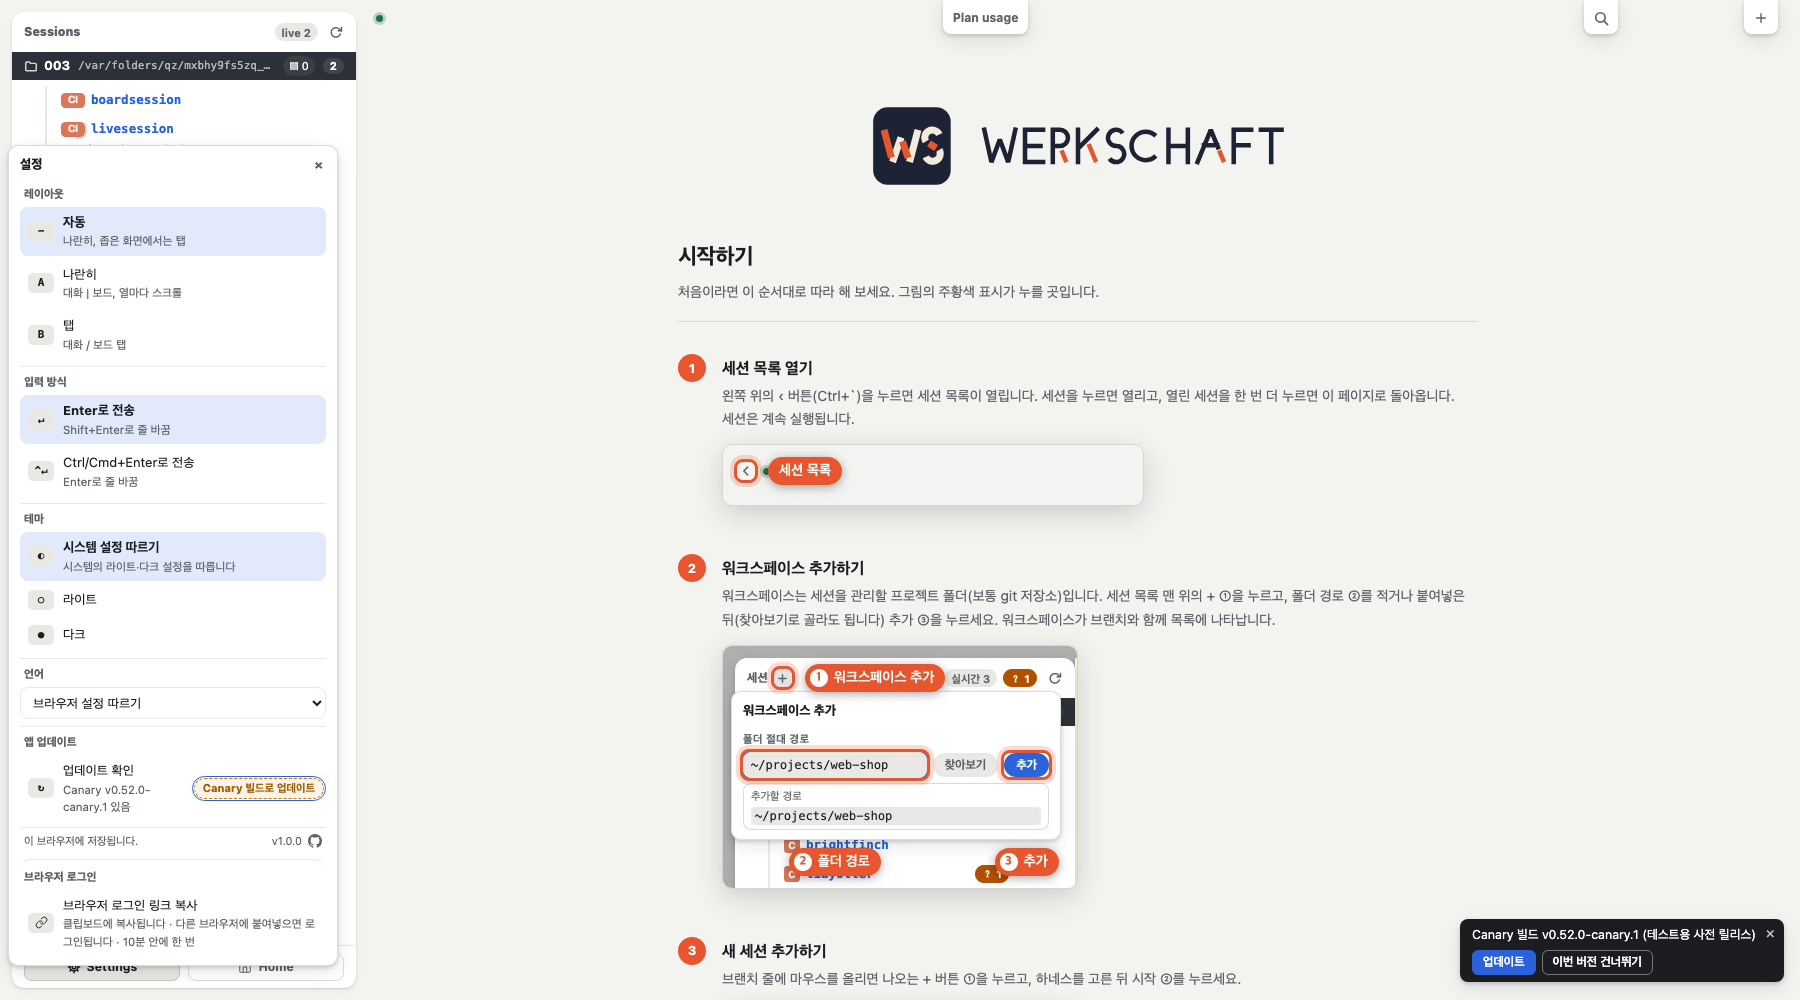 Sessions
live 2
003 /var/folders/qz/mxbhy9fs5zq_… 0 2
CI boardsession
CI livesession
설정 ×
레이아웃
자동
나란히, 좁은 화면에서는 탭
A 나란히
대화 | 보드, 열마다 스크롤
B 탭
대화 / 보드 탭
입력 방식
Enter로 전송
Shift+Enter로 줄 바꿈
Ctrl/Cmd+Enter로 전송
Enter로 줄 바꿈
테마
시스템 설정 따르기
시스템의 라이트·다크 설정을 따릅니다
라이트
다크
언어
브라우저 설정 따르기
앱 업데이트
업데이트 확인
Canary v0.52.0-
canary.1 있음
Canary 빌드로 업데이트
이 브라우저에 저장됩니다. v1.0.0
브라우저 로그인
브라우저 로그인 링크 복사
클립보드에 복사됩니다 · 다른 브라우저에 붙여넣으면 로
그인됩니다 · 10분 안에 한 번
Settings Home
Plan usage
+
WS WERKSCHAFT
시작하기
처음이라면 이 순서대로 따라 해 보세요. 그림의 주황색 표시가 누를 곳입니다.
1 세션 목록 열기
왼쪽 위의 ‹ 버튼(Ctrl+`)을 누르면 세션 목록이 열립니다. 세션을 누르면 열리고, 열린 세션을 한 번 더 누르면 이 페이지로 돌아옵니다.
세션은 계속 실행됩니다.
세션 목록
2 워크스페이스 추가하기
워크스페이스는 세션을 관리할 프로젝트 폴더(보통 git 저장소)입니다. 세션 목록 맨 위의 + ①을 누르고, 폴더 경로 ②를 적거나 붙여넣은
뒤(찾아보기로 골라도 됩니다) 추가 ③을 누르세요. 워크스페이스가 브랜치와 함께 목록에 나타납니다.
세션 + 1 워크스페이스 추가 실시간 3 ? 1
워크스페이스 추가
폴더 절대 경로
~/projects/web-shop 찾아보기 추가
추가할 경로
~/projects/web-shop
C brightfinch
2 폴더 경로 3 추가
3 새 세션 추가하기
브랜치 줄에 마우스를 올리면 나오는 + 버튼 ①을 누르고, 하네스를 고른 뒤 시작 ②를 누르세요.
Canary 빌드 v0.52.0-canary.1 (테스트용 사전 릴리스) ×
업데이트 이번 버전 건너뛰기